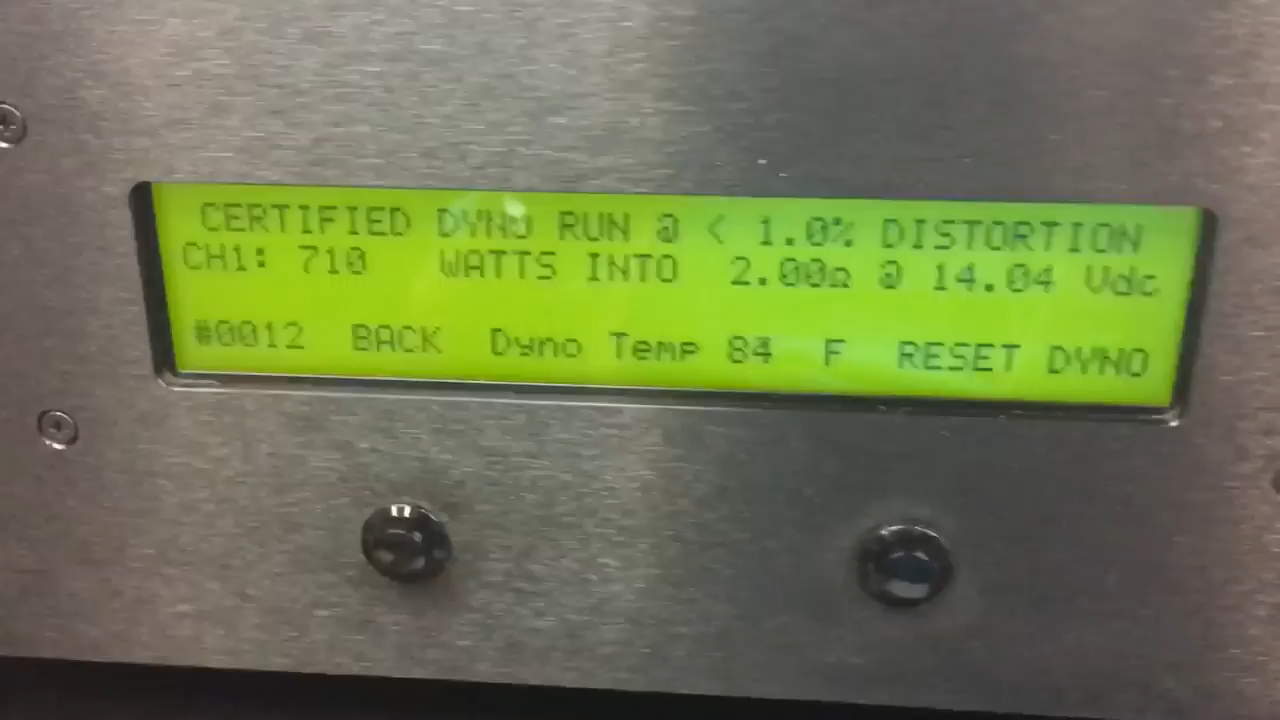 CERTIFIED DYNO RUN @ < 1.0% DISTORTION
CH1: 710 WATTS INTO 2.00Ω @ 14.04 Vdc
#0012 BACK Dyno Temp 84 F RESET DYNO